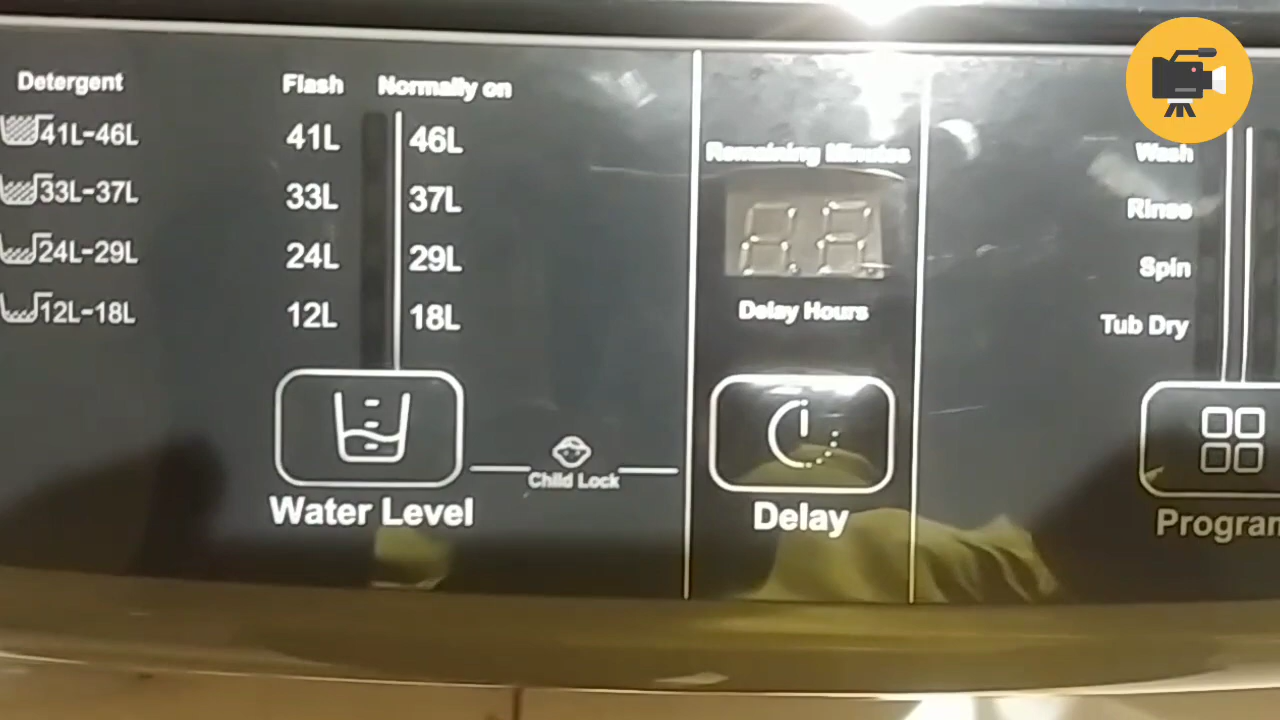 Detergent Flash Normally on
41L-46L 41L 46L
33L-37L 33L 37L
24L-29L 24L 29L
12L-18L 12L 18L
Water Level
Child Lock
Remaining Minutes
Delay Hours
Delay
Wash
Rinse
Spin
Tub Dry
Program